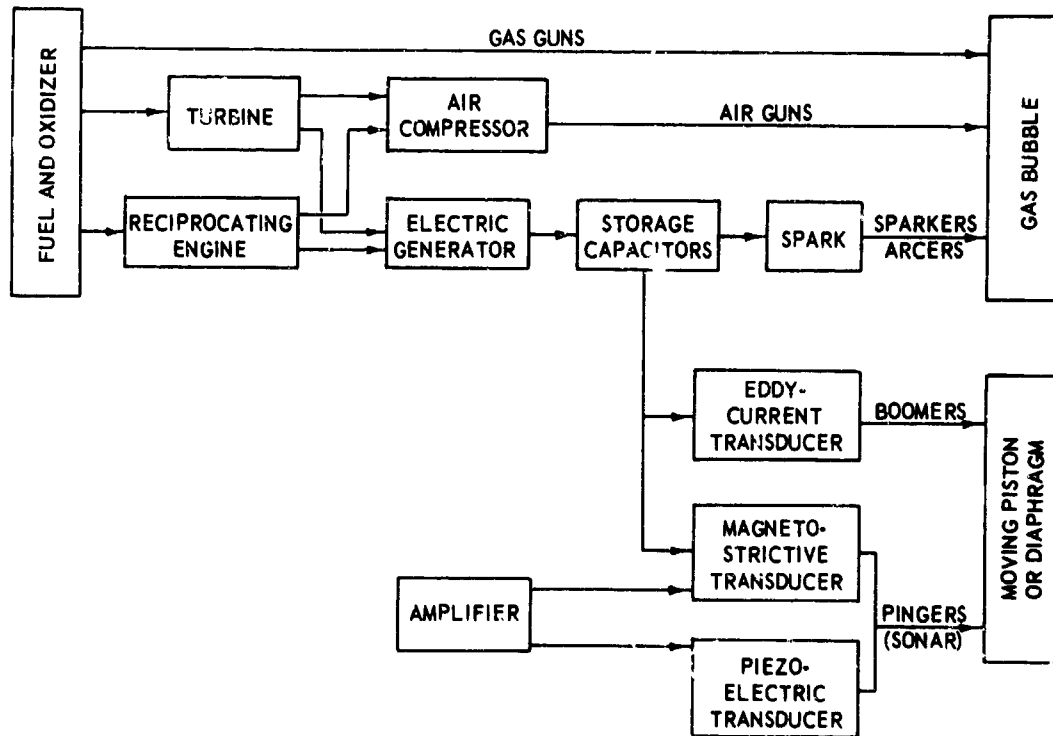 FUEL AND OXIDIZER
GAS GUNS
TURBINE
AIR
COMPRESSOR
AIR GUNS
GAS BUBBLE
RECIPROCATING
ENGINE
ELECTRIC
GENERATOR
STORAGE
CAPACITORS
SPARK
SPARKERS
ARCERS
EDDY-
CURRENT
TRANSDUCER
BOOMERS
MOVING PISTON
OR DIAPHRAGM
MAGNETO-
STRICTIVE
TRANSDUCER
AMPLIFIER
PINGERS
(SONAR)
PIEZO-
ELECTRIC
TRANSDUCER